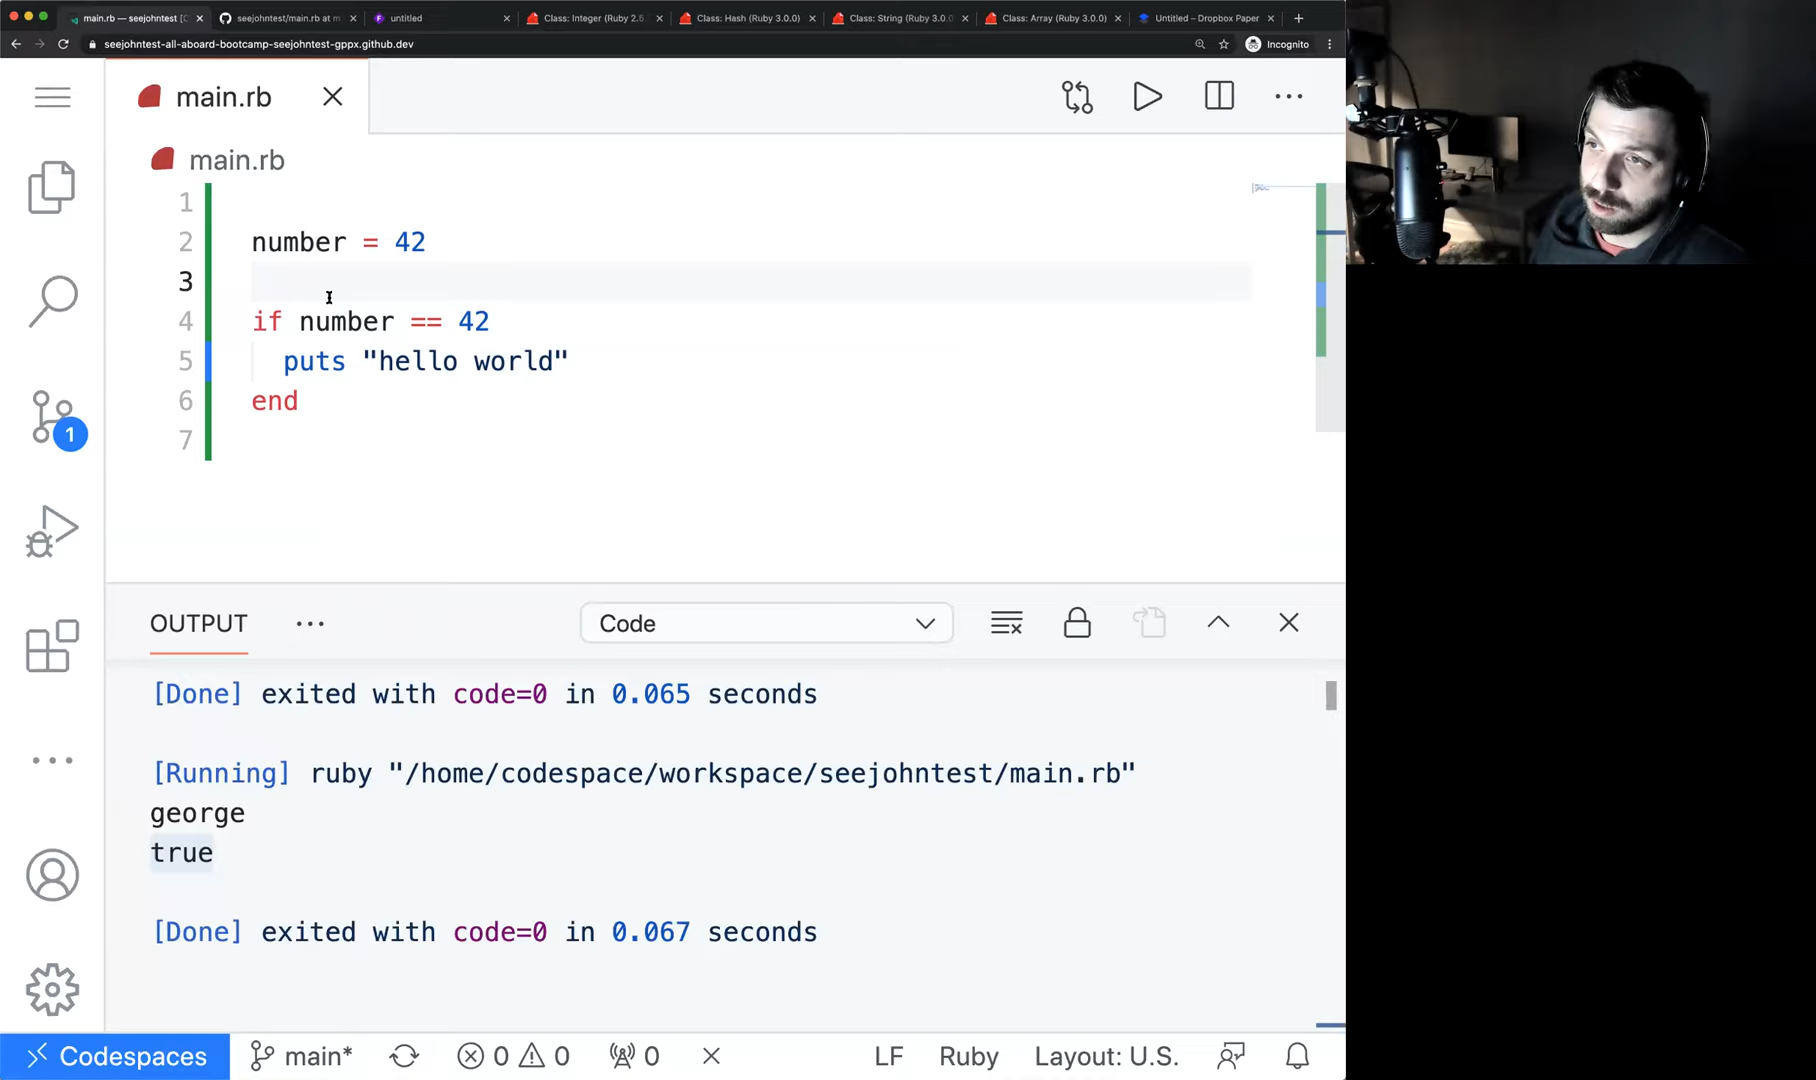 main.rb — seejohntest [C
seejohntest/main.rb at m
untitled
Class: Integer (Ruby 2.6
Class: Hash (Ruby 3.0.0)
Class: String (Ruby 3.0.0
Class: Array (Ruby 3.0.0)
Untitled – Dropbox Paper
seejohntest-all-aboard-bootcamp-seejohntest-gppx.github.dev
Incognito
main.rb
main.rb
1
2 number = 42
3
4 if number == 42
5 puts "hello world"
6 end
7
1
OUTPUT
Code
[Done] exited with code=0 in 0.065 seconds
[Running] ruby "/home/codespace/workspace/seejohntest/main.rb"
george
true
[Done] exited with code=0 in 0.067 seconds
Codespaces main* 0 0 0 LF Ruby Layout: U.S.